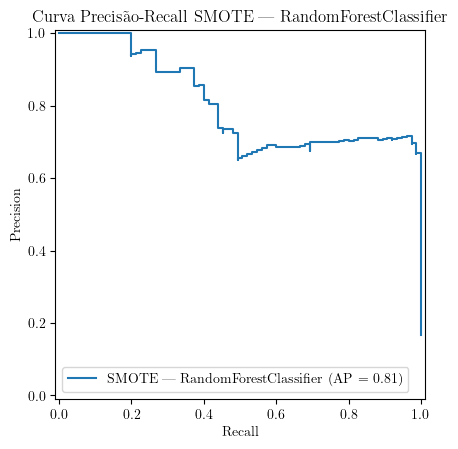 Curva Precisão-Recall SMOTE — RandomForestClassifier
1.0
0.8
0.6
0.4
0.2
0.0
Precision
SMOTE — RandomForestClassifier (AP = 0.81)
0.0 0.2 0.4 0.6 0.8 1.0
Recall